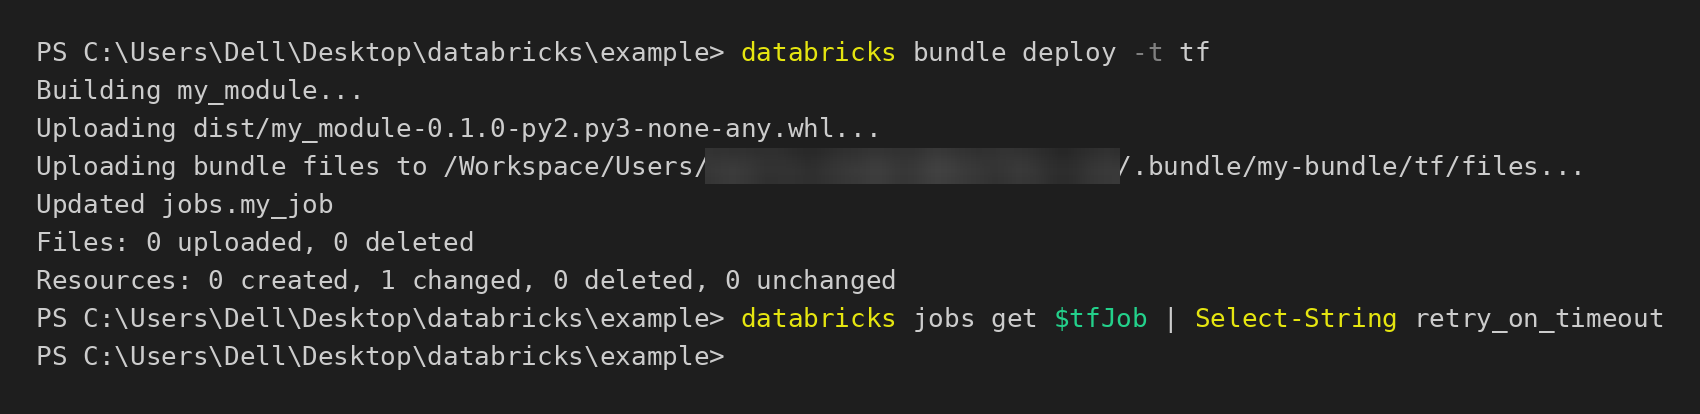 PS C:\Users\Dell\Desktop\databricks\example> databricks bundle deploy -t tf
Building my_module...
Uploading dist/my_module-0.1.0-py2.py3-none-any.whl...
Uploading bundle files to /Workspace/Users/ /.bundle/my-bundle/tf/files...
Updated jobs.my_job
Files: 0 uploaded, 0 deleted
Resources: 0 created, 1 changed, 0 deleted, 0 unchanged
PS C:\Users\Dell\Desktop\databricks\example> databricks jobs get $tfJob | Select-String retry_on_timeout
PS C:\Users\Dell\Desktop\databricks\example>